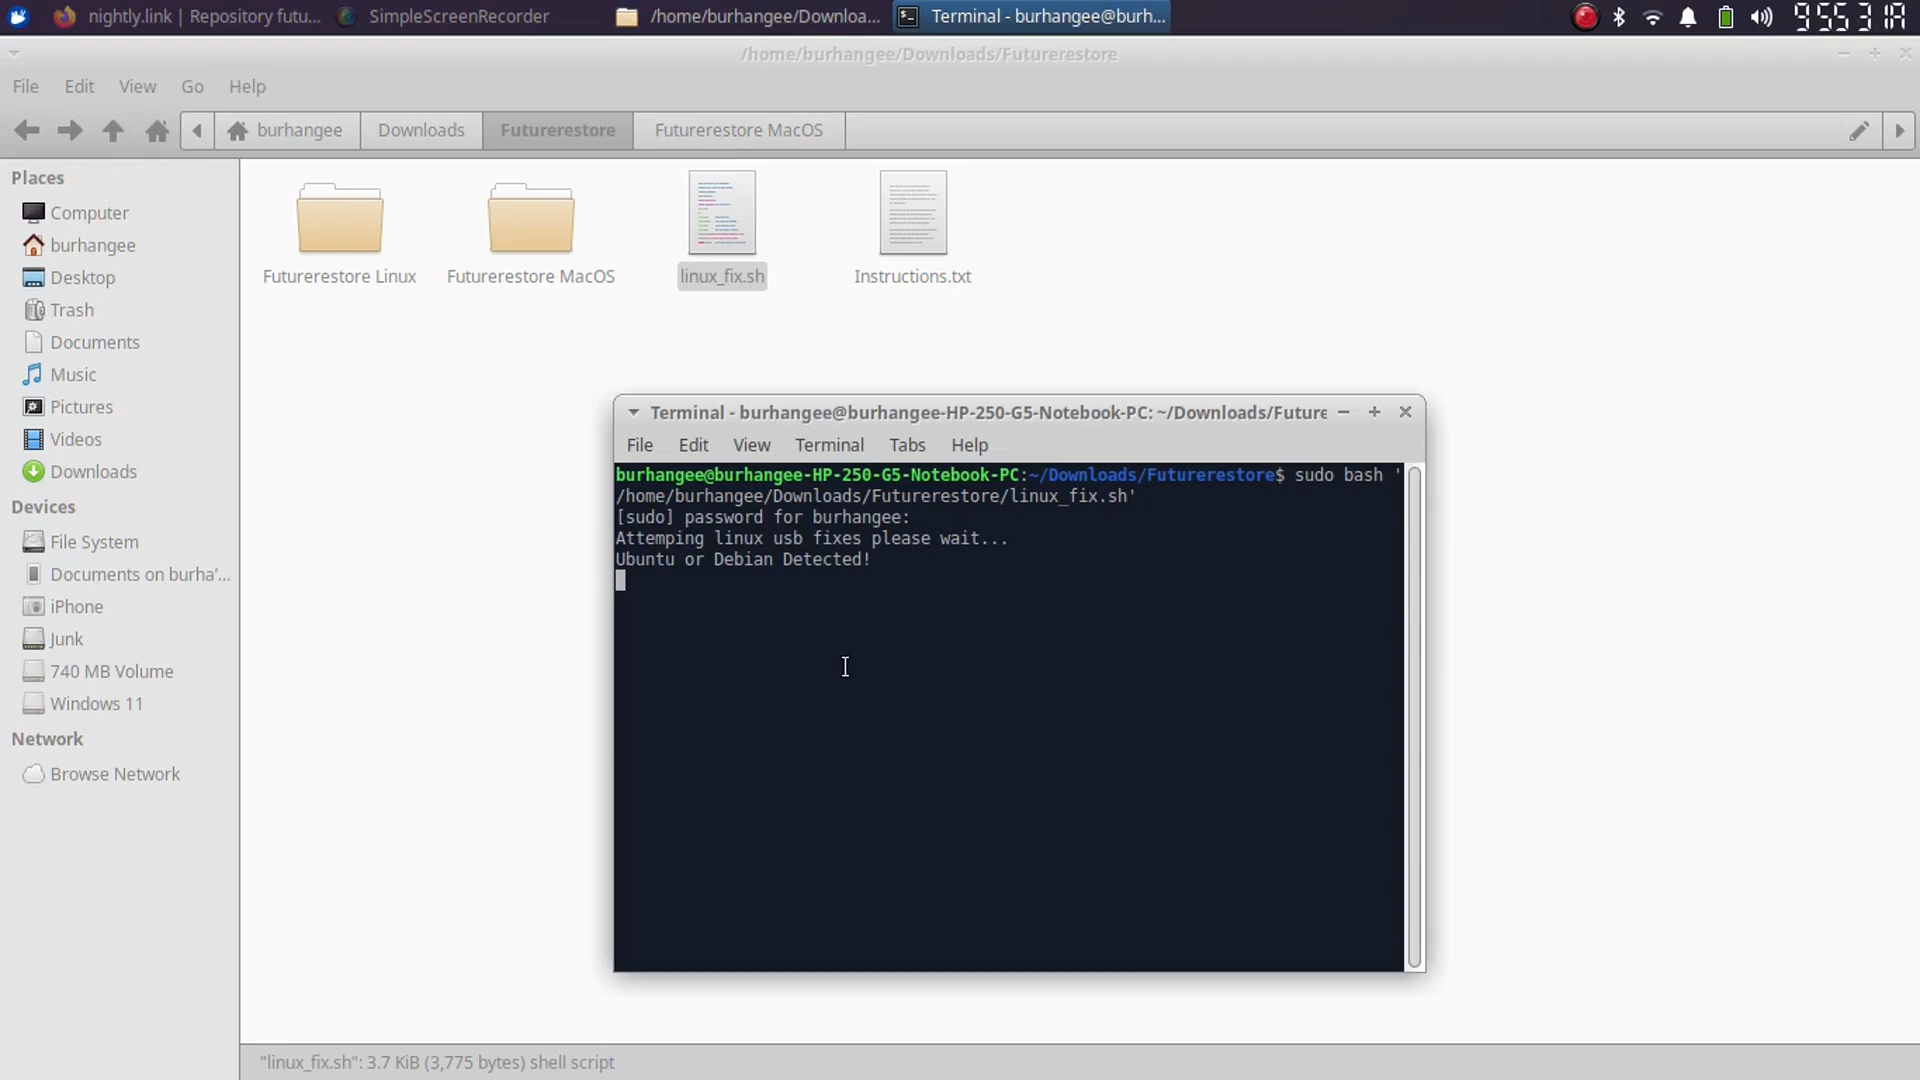 nightly.link | Repository futu...
SimpleScreenRecorder
/home/burhangee/Downloa...
Terminal - burhangee@burh...
95531A
/home/burhangee/Downloads/Futurerestore
File Edit View Go Help
burhangee Downloads Futurerestore Futurerestore MacOS
Places
Computer
burhangee
Desktop
Trash
Documents
Music
Pictures
Videos
Downloads
Devices
File System
Documents on burha'...
iPhone
Junk
740 MB Volume
Windows 11
Network
Browse Network
Futurerestore Linux
Futurerestore MacOS
linux_fix.sh
Instructions.txt
Terminal - burhangee@burhangee-HP-250-G5-Notebook-PC: ~/Downloads/Future
File Edit View Terminal Tabs Help
burhangee@burhangee-HP-250-G5-Notebook-PC:~/Downloads/Futurerestore$ sudo bash '
/home/burhangee/Downloads/Futurerestore/linux_fix.sh'
[sudo] password for burhangee:
Attemping linux usb fixes please wait...
Ubuntu or Debian Detected!
"linux_fix.sh": 3.7 KiB (3,775 bytes) shell script